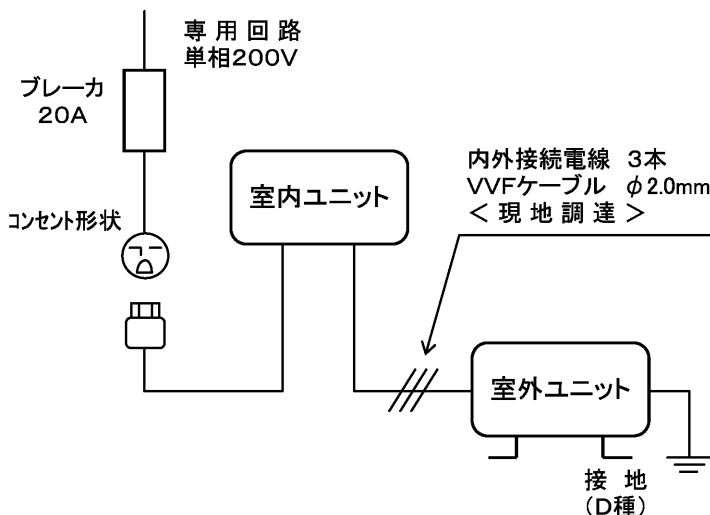 専用回路
単相200V
ブレーカ
20A
コンセント形状
室内ユニット
内外接続電線 3本
VVFケーブル φ2.0mm
<現地調達>
室外ユニット
接地
(D種)